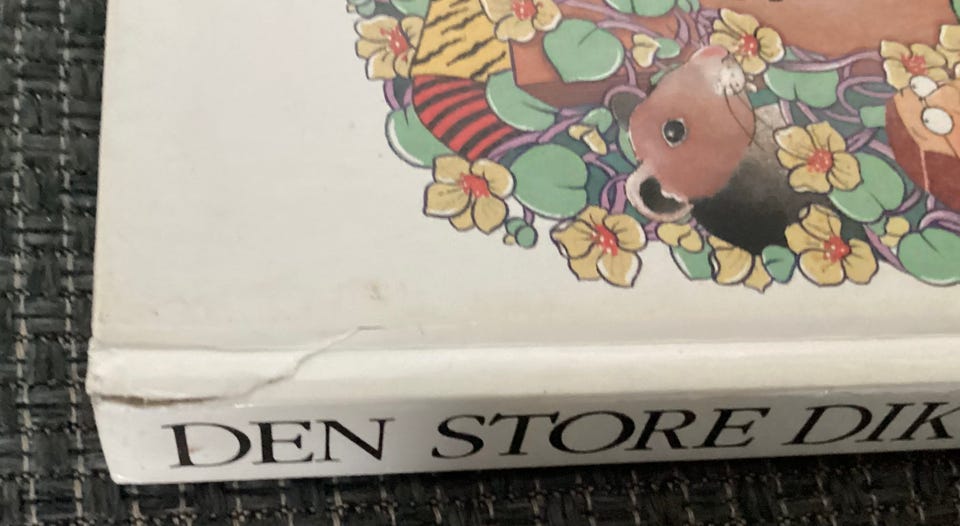 DEN STORE DIK